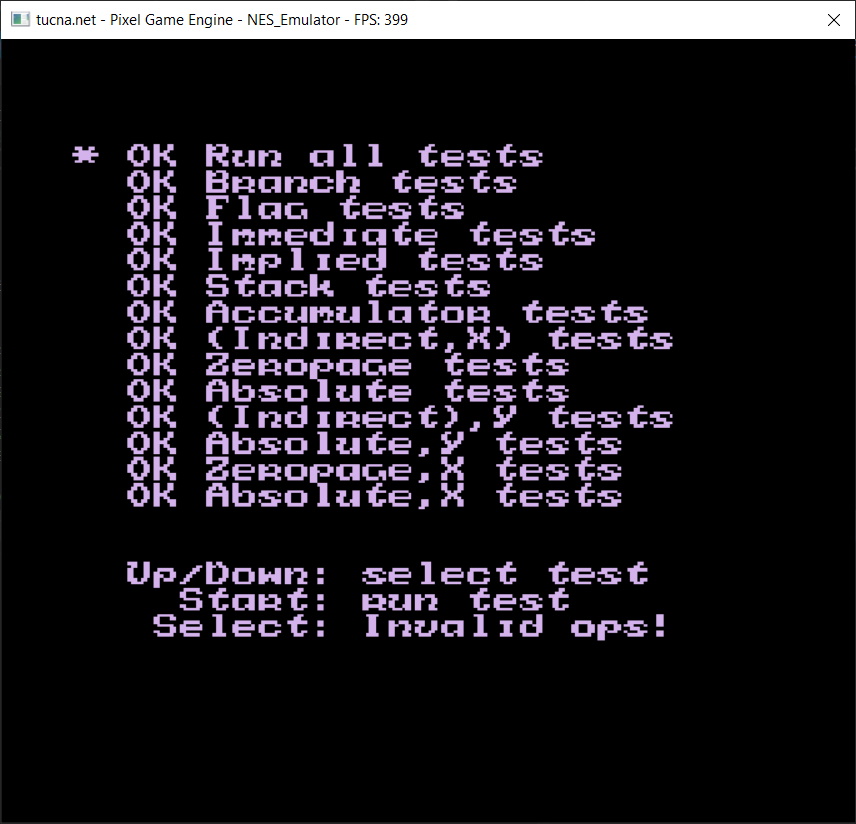 tucna.net - Pixel Game Engine - NES_Emulator - FPS: 399
* OK Run all tests
OK Branch tests
OK Flag tests
OK Immediate tests
OK Implied tests
OK Stack tests
OK Accumulator tests
OK (Indirect,X) tests
OK Zeropage tests
OK Absolute tests
OK (Indirect),Y tests
OK Absolute,Y tests
OK Zeropage,X tests
OK Absolute,X tests
Up/Down: select test
Start: run test
Select: Invalid ops!